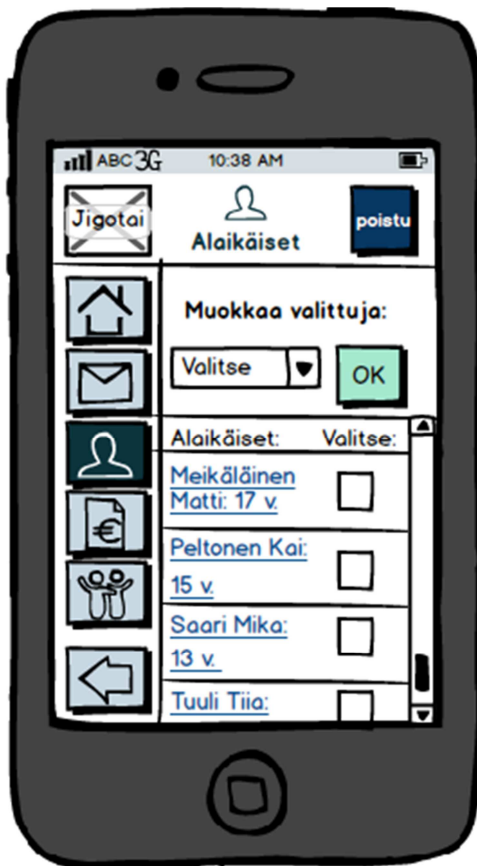 ABC 3G 10:38 AM
Jigotai
Alaikäiset
poistu
Muokkaa valittuja:
Valitse
OK
Alaikäiset: Valitse:
Meikäläinen
Matti: 17 v.
Peltonen Kai:
15 v.
Saari Mika:
13 v.
Tuuli Tiia: